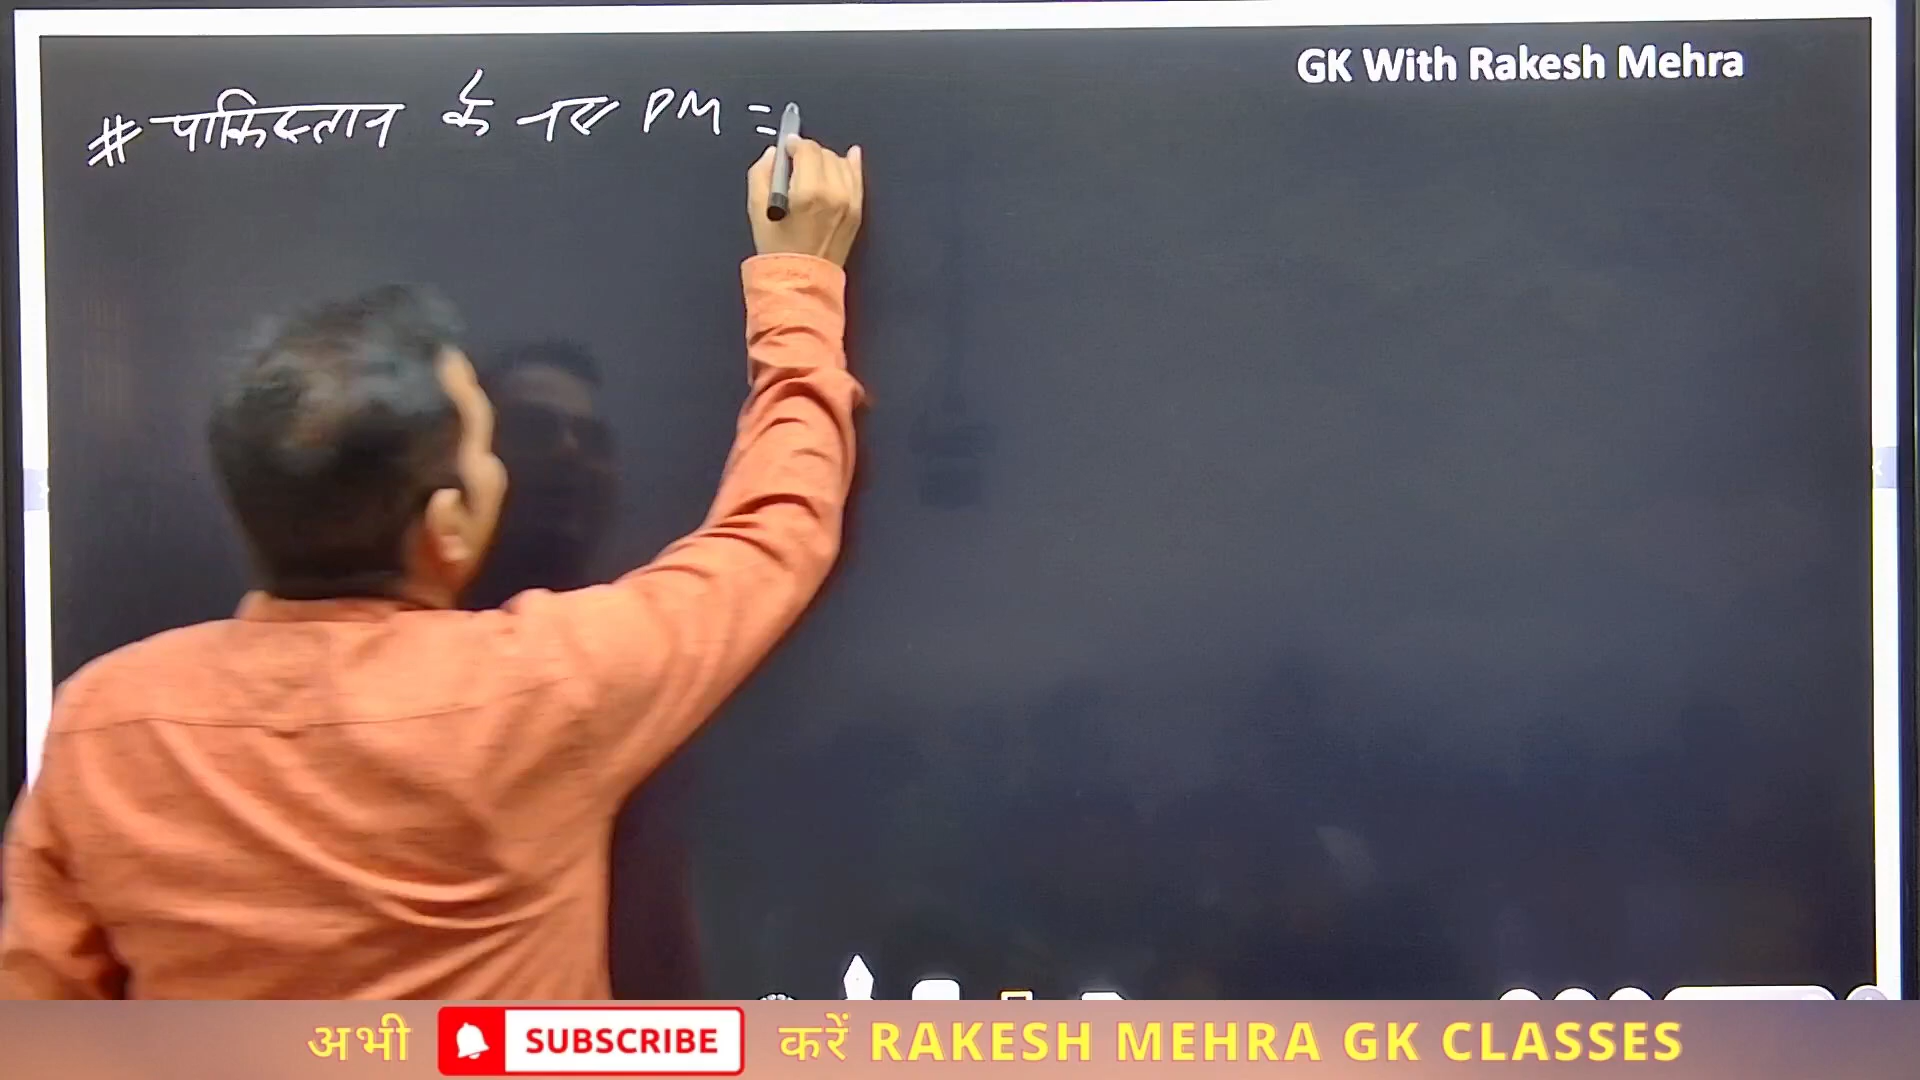 GK With Rakesh Mehra
# पाकिस्तान के नए PM =
अभी SUBSCRIBE करें RAKESH MEHRA GK CLASSES